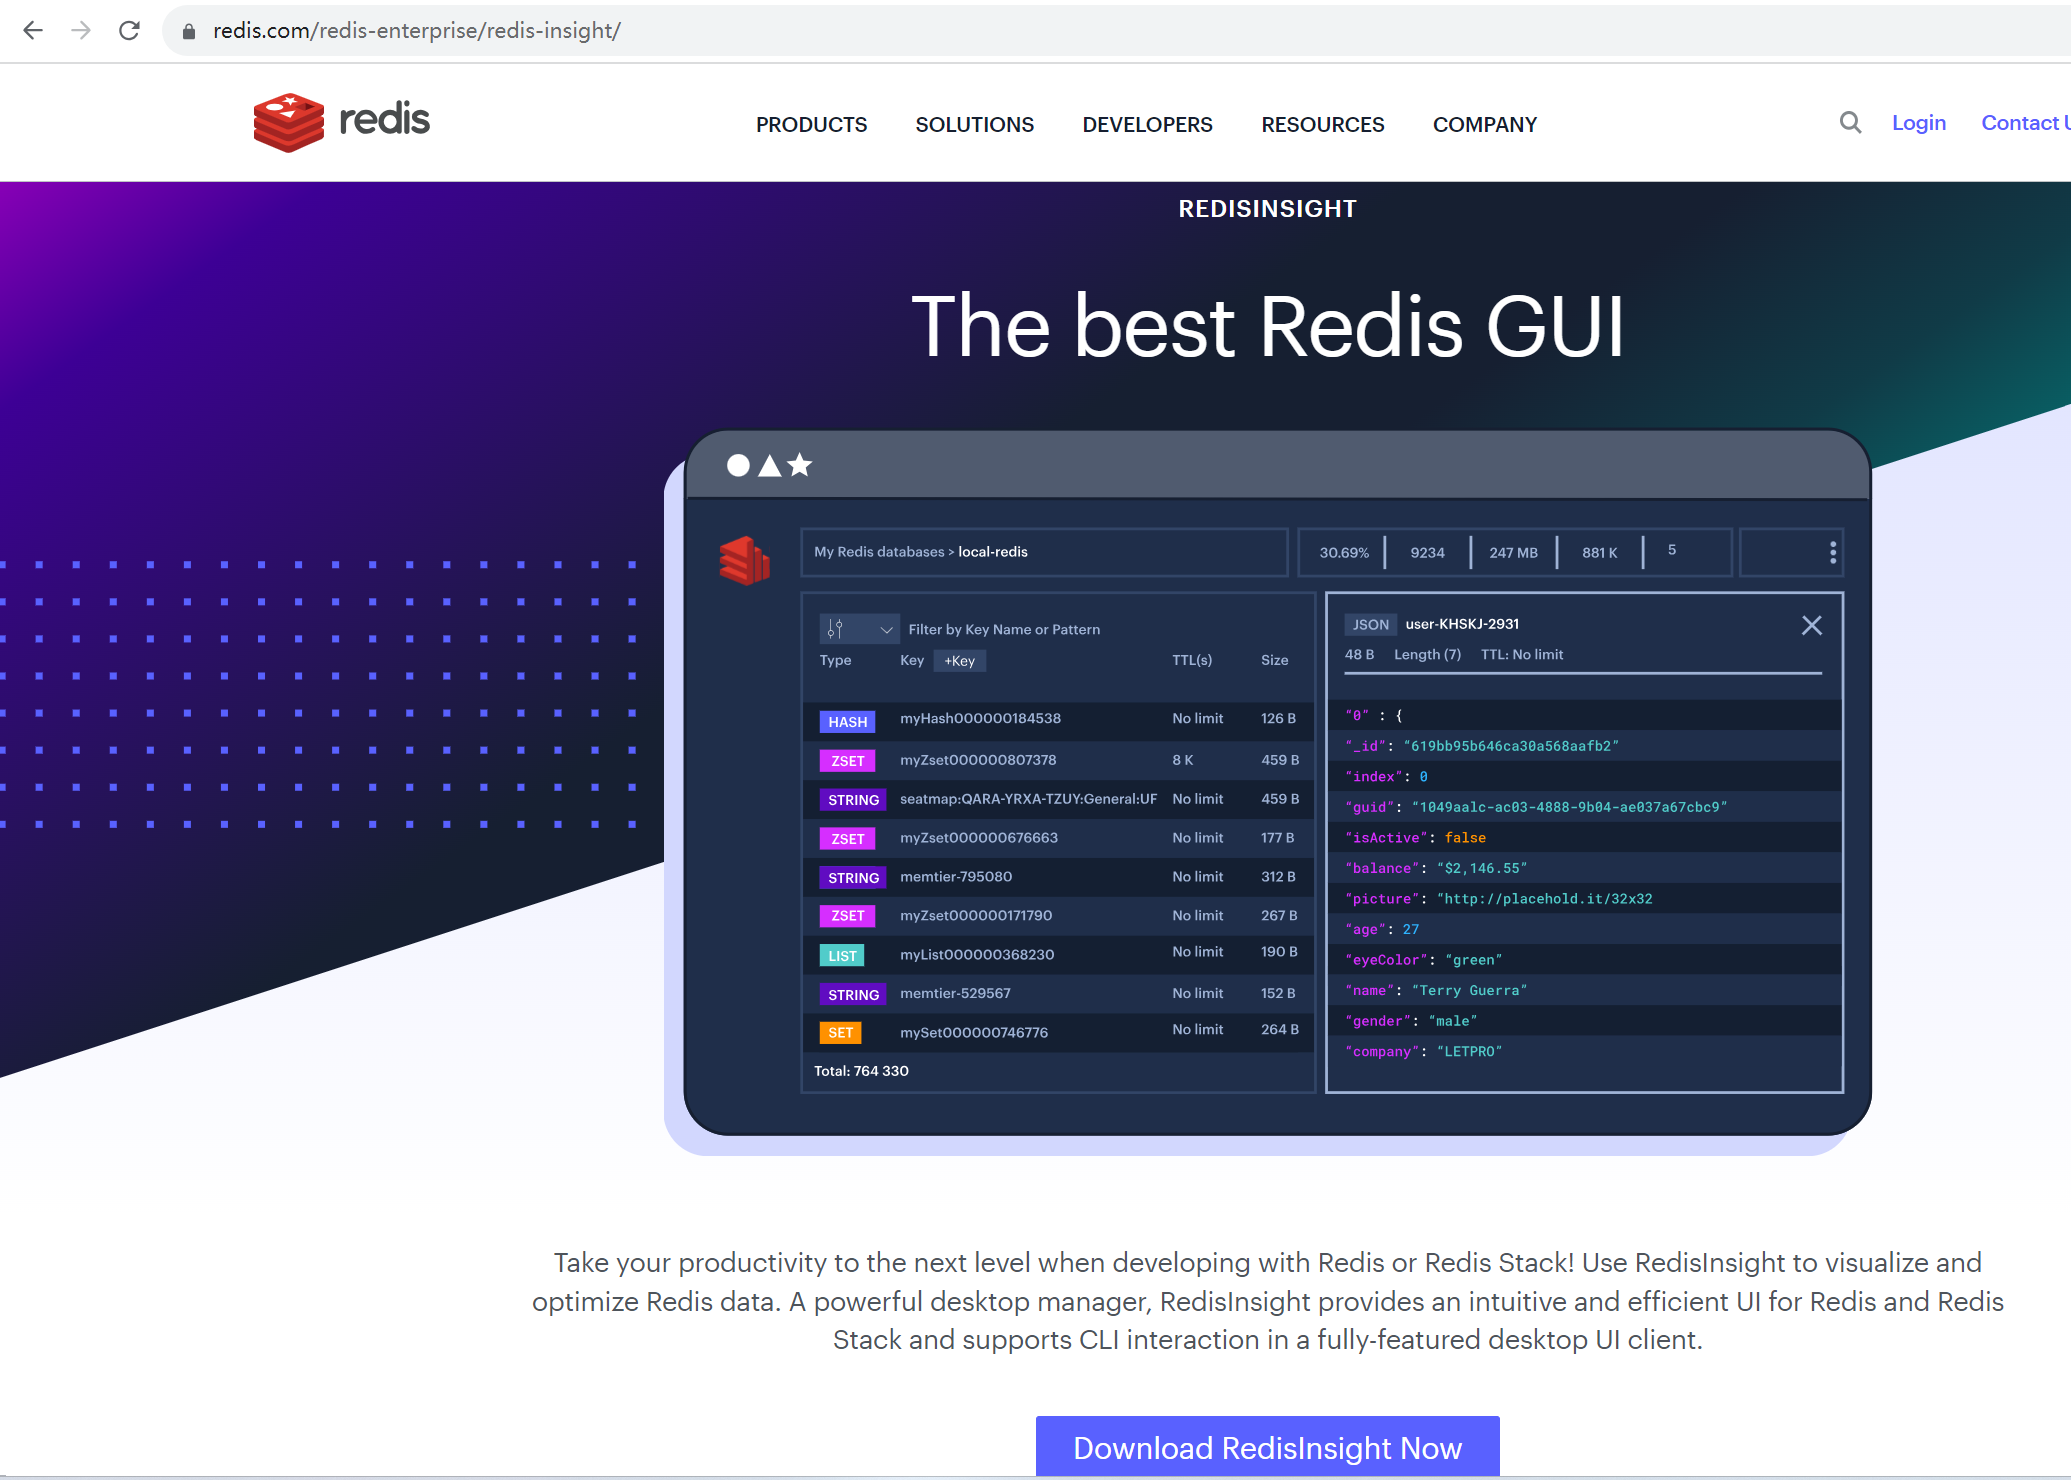 redis.com/redis-enterprise/redis-insight/
redis
PRODUCTS SOLUTIONS DEVELOPERS RESOURCES COMPANY
Login Contact U
REDISINSIGHT
The best Redis GUI
My Redis databases > local-redis
30.69% 9234 247 MB 881 K 5
Filter by Key Name or Pattern
Type Key +Key TTL(s) Size
HASH myHash000000184538 No limit 126 B
ZSET myZset000000807378 8 K 459 B
STRING seatmap:QARA-YRXA-TZUY:General:UF No limit 459 B
ZSET myZset000000676663 No limit 177 B
STRING memtier-795080 No limit 312 B
ZSET myZset000000171790 No limit 267 B
LIST myList000000368230 No limit 190 B
STRING memtier-529567 No limit 152 B
SET mySet000000746776 No limit 264 B
Total: 764 330
JSON user-KHSKJ-2931
48 B Length (7) TTL: No limit
“0” : {
“_id”: “619bb95b646ca30a568aafb2”
“index”: 0
“guid”: “1049aalc-ac03-4888-9b04-ae037a67cbc9”
“isActive”: false
“balance”: “$2,146.55”
“picture”: “http://placehold.it/32x32
“age”: 27
“eyeColor”: “green”
“name”: “Terry Guerra”
“gender”: “male”
“company”: “LETPRO”
Take your productivity to the next level when developing with Redis or Redis Stack! Use RedisInsight to visualize and
optimize Redis data. A powerful desktop manager, RedisInsight provides an intuitive and efficient UI for Redis and Redis
Stack and supports CLI interaction in a fully-featured desktop UI client.
Download RedisInsight Now